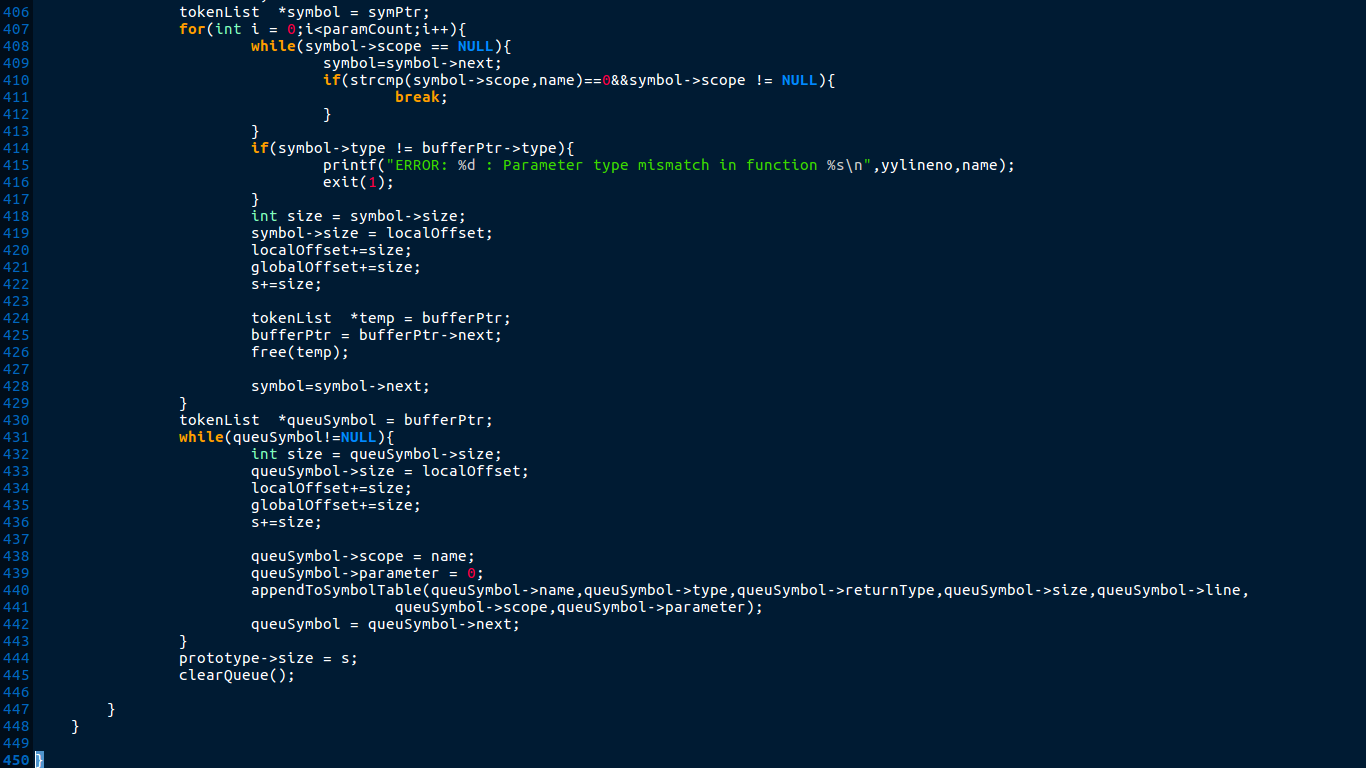 406 tokenList  *symbol = symPtr;
407 for(int i = 0;i<paramCount;i++){
408 while(symbol->scope == NULL){
409 symbol=symbol->next;
410 if(strcmp(symbol->scope,name)==0&&symbol->scope != NULL){
411 break;
412 }
413 }
414 if(symbol->type != bufferPtr->type){
415 printf("ERROR: %d : Parameter type mismatch in function %s\n",yylineno,name);
416 exit(1);
417 }
418 int size = symbol->size;
419 symbol->size = localOffset;
420 localOffset+=size;
421 globalOffset+=size;
422 s+=size;
423
424 tokenList  *temp = bufferPtr;
425 bufferPtr = bufferPtr->next;
426 free(temp);
427
428 symbol=symbol->next;
429 }
430 tokenList  *queuSymbol = bufferPtr;
431 while(queuSymbol!=NULL){
432 int size = queuSymbol->size;
433 queuSymbol->size = localOffset;
434 localOffset+=size;
435 globalOffset+=size;
436 s+=size;
437
438 queuSymbol->scope = name;
439 queuSymbol->parameter = 0;
440 appendToSymbolTable(queuSymbol->name,queuSymbol->type,queuSymbol->returnType,queuSymbol->size,queuSymbol->line,
441 queuSymbol->scope,queuSymbol->parameter);
442 queuSymbol = queuSymbol->next;
443 }
444 prototype->size = s;
445 clearQueue();
446
447 }
448 }
449
450 }